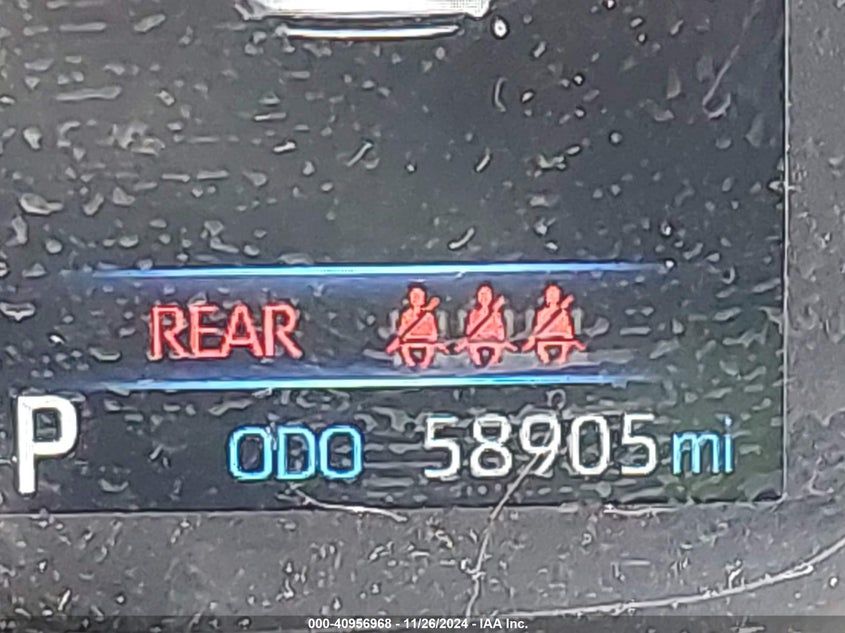 REAR
P ODO 58905 mi
000-40956968 - 11/26/2024 - IAA Inc.